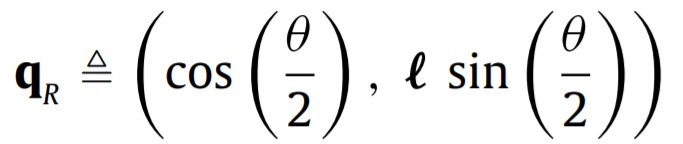 𝐪_R ≜ ( cos ( θ/2 ) , ℓ sin ( θ/2 ) )